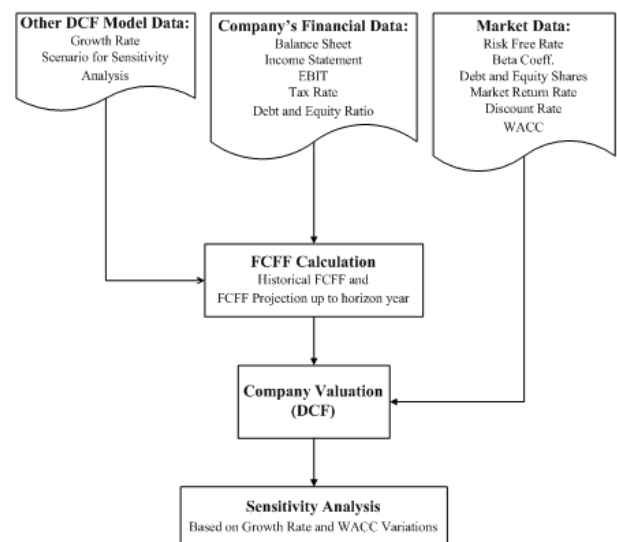 Other DCF Model Data:
Growth Rate
Scenario for Sensitivity
Analysis
Company's Financial Data:
Balance Sheet
Income Statement
EBIT
Tax Rate
Debt and Equity Ratio
Market Data:
Risk Free Rate
Beta Coeff.
Debt and Equity Shares
Market Return Rate
Discount Rate
WACC
FCFF Calculation
Historical FCFF and
FCFF Projection up to horizon year
Company Valuation
(DCF)
Sensitivity Analysis
Based on Growth Rate and WACC Variations